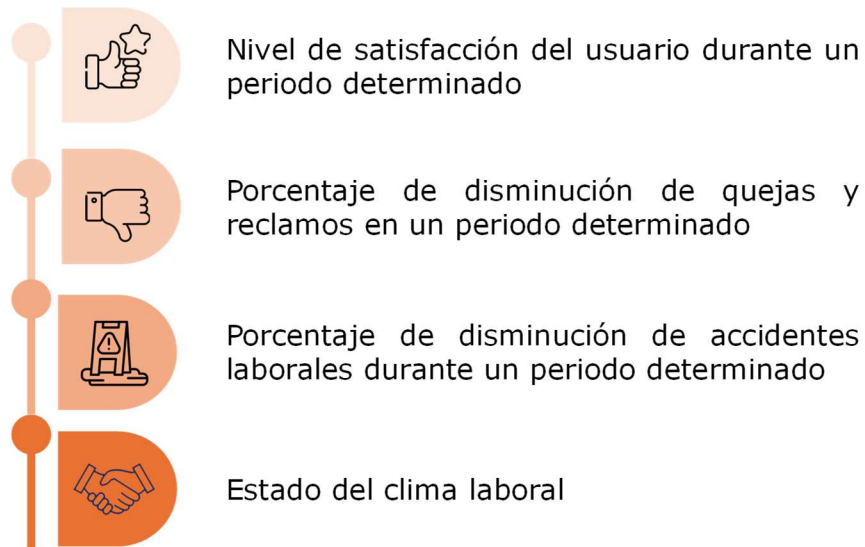 Nivel de satisfacción del usuario durante un
periodo determinado
Porcentaje de disminución de quejas y
reclamos en un periodo determinado
Porcentaje de disminución de accidentes
laborales durante un periodo determinado
Estado del clima laboral